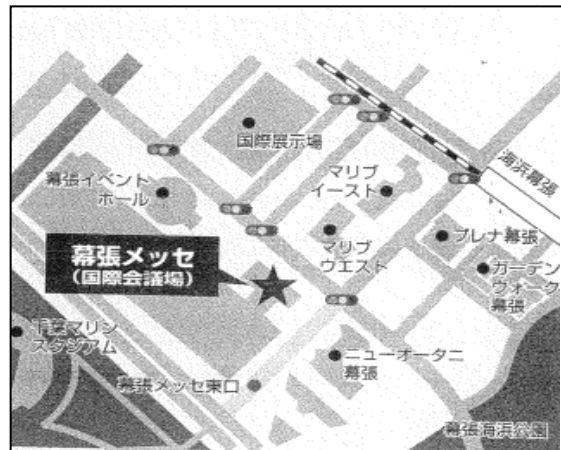 国際展示場
海浜幕張
幕張イベント
ホール
マリブ
イースト
マリブ
ウエスト
プレナ幕張
ガーデン
ウォーク
幕張
幕張メッセ
(国際会議場)
千葉マリン
スタジアム
ニューオータニ
幕張
幕張メッセ東口
幕張海浜公園